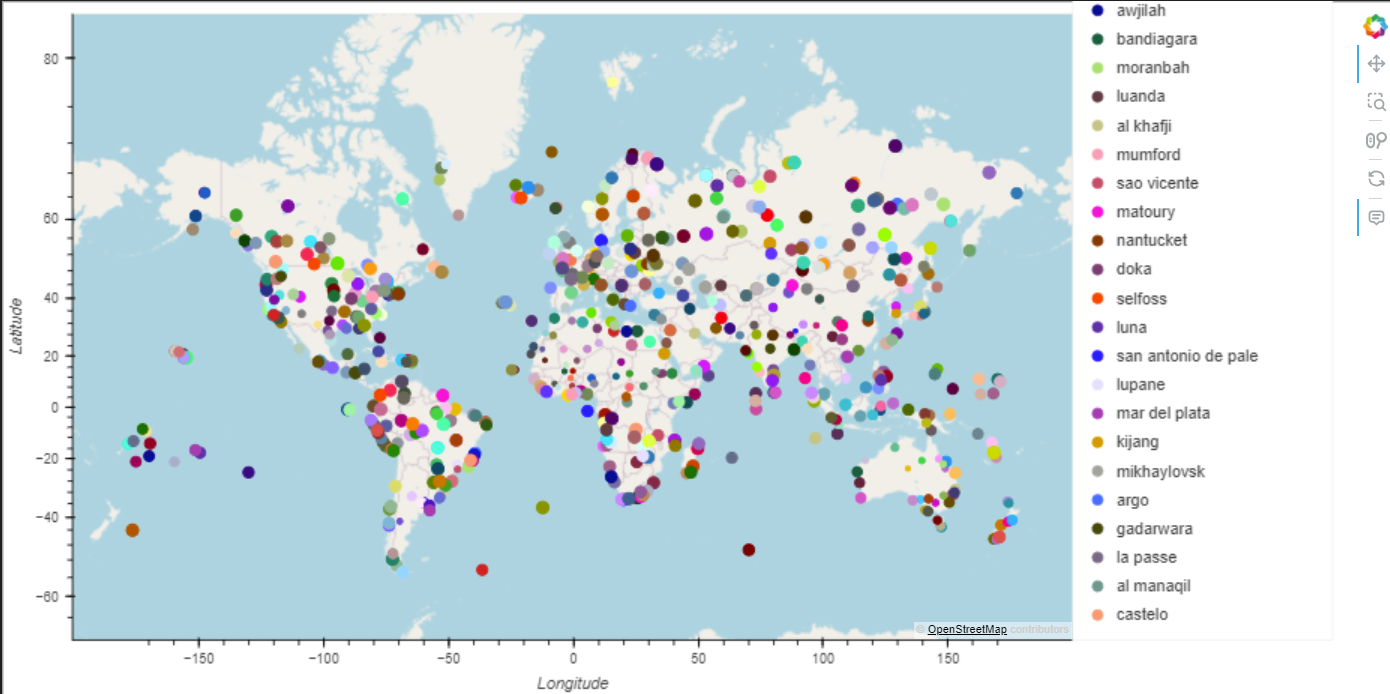 awjilah
bandiagara
moranbah
luanda
al khafji
mumford
sao vicente
matoury
nantucket
doka
selfoss
luna
san antonio de pale
lupane
mar del plata
kijang
mikhaylovsk
argo
gadarwara
la passe
al manaqil
castelo
Latitude
80
60
40
20
0
−20
−40
−60
© OpenStreetMap contributors
−150
−100
−50
0
50
100
150
Longitude